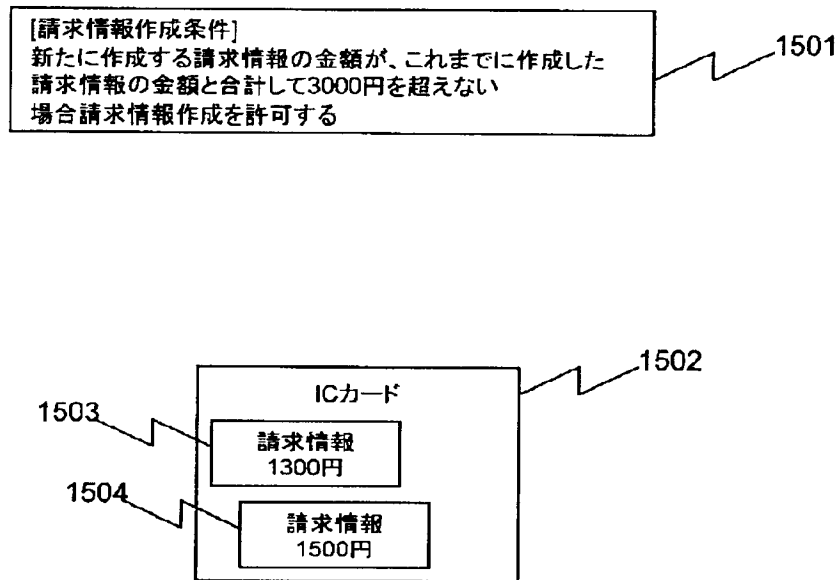 [請求情報作成条件]
新たに作成する請求情報の金額が、これまでに作成した
請求情報の金額と合計して3000円を超えない
場合請求情報作成を許可する
1501
1502
ICカード
1503
請求情報
1300円
1504
請求情報
1500円